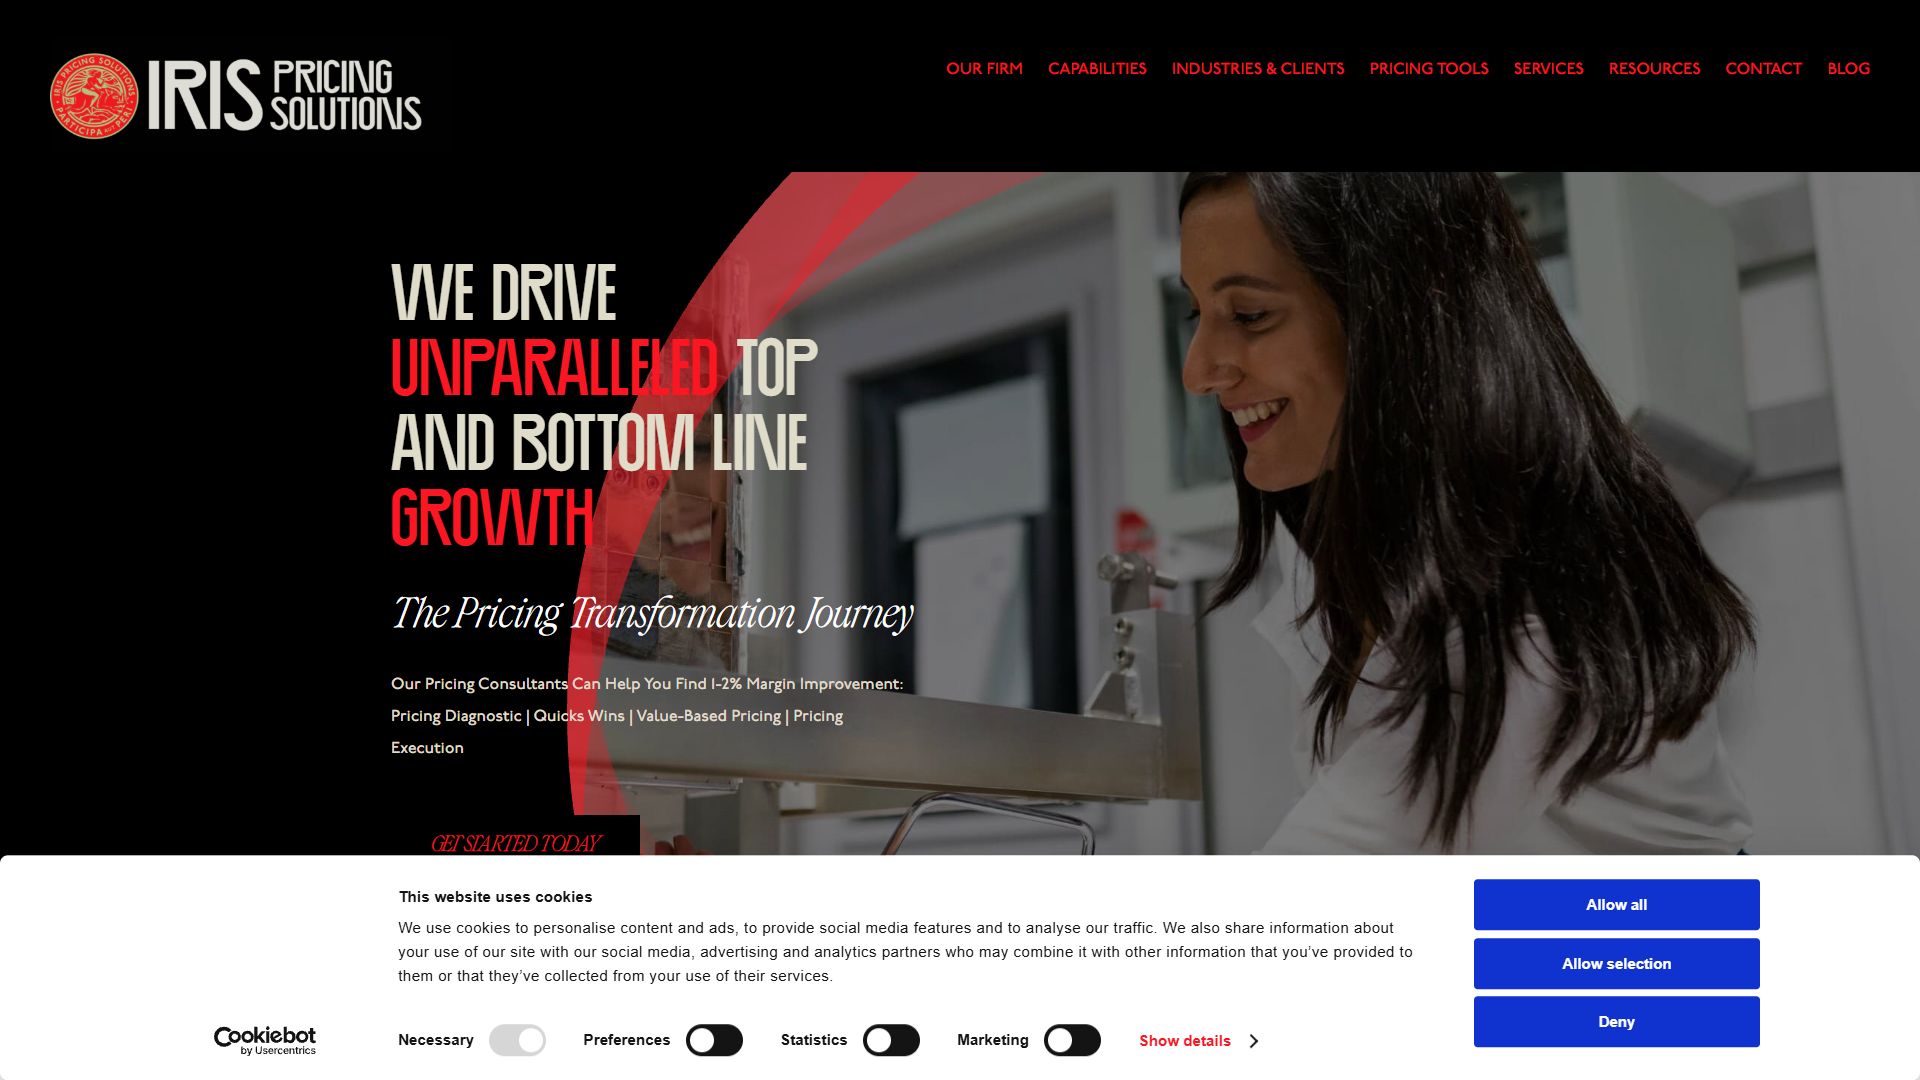 IRIS PRICING SOLUTIONS
PARTICIPA AUT PERI
IRIS PRICING
SOLUTIONS
OUR FIRM CAPABILITIES INDUSTRIES & CLIENTS PRICING TOOLS SERVICES RESOURCES CONTACT BLOG
WE DRIVE
UNPARALLELED TOP
AND BOTTOM LINE
GROWTH
The Pricing Transformation Journey
Our Pricing Consultants Can Help You Find 1-2% Margin Improvement:
Pricing Diagnostic | Quicks Wins | Value-Based Pricing | Pricing
Execution
GET STARTED TODAY
This website uses cookies
We use cookies to personalise content and ads, to provide social media features and to analyse our traffic. We also share information about
your use of our site with our social media, advertising and analytics partners who may combine it with other information that you’ve provided to
them or that they’ve collected from your use of their services.
Allow all
Allow selection
Deny
Cookiebot
by Usercentrics
Necessary Preferences Statistics Marketing Show details